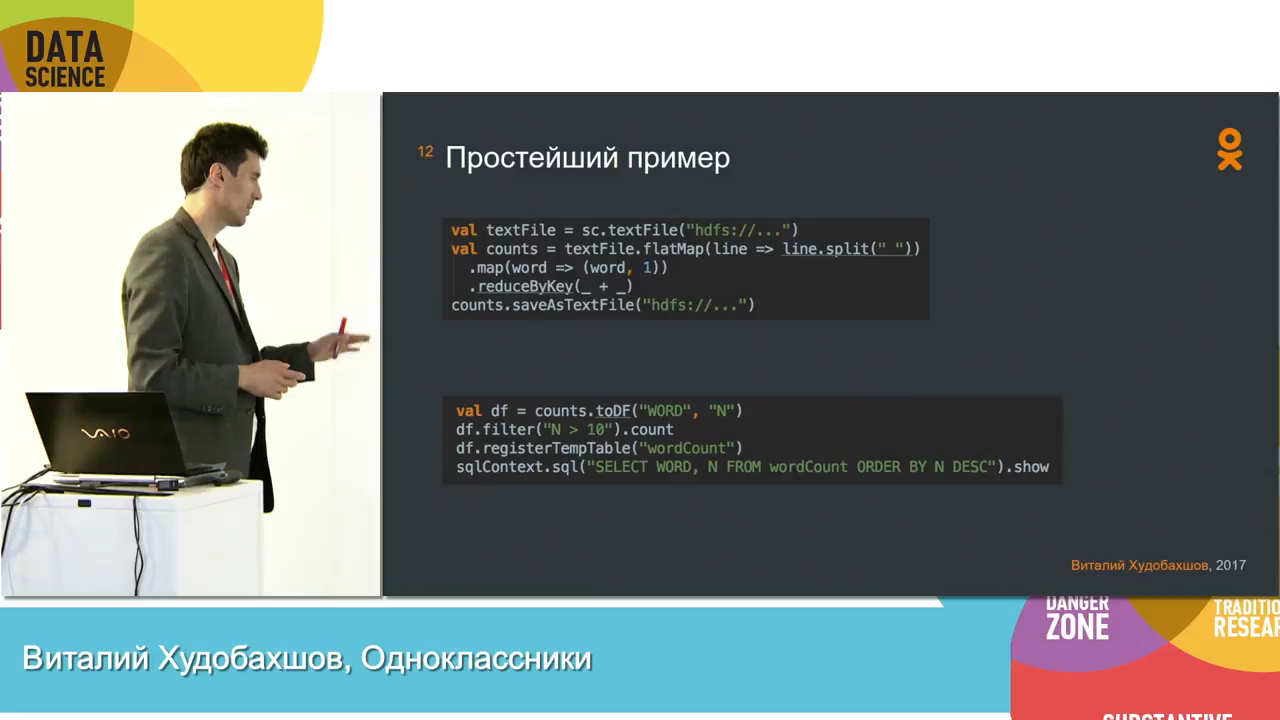 DATA
SCIENCE
12 Простейший пример
val textFile = sc.textFile("hdfs://...")
val counts = textFile.flatMap(line => line.split(" "))
.map(word => (word, 1))
.reduceByKey(_ + _)
counts.saveAsTextFile("hdfs://...")
val df = counts.toDF("WORD", "N")
df.filter("N > 10").count
df.registerTempTable("wordCount")
sqlContext.sql("SELECT WORD, N FROM wordCount ORDER BY N DESC").show
VAIO
Виталий Худобахшов, 2017
DANGER
ZONE
TRADITIO
RESEAR
Виталий Худобахшов, Одноклассники
SUBSTANTIVE